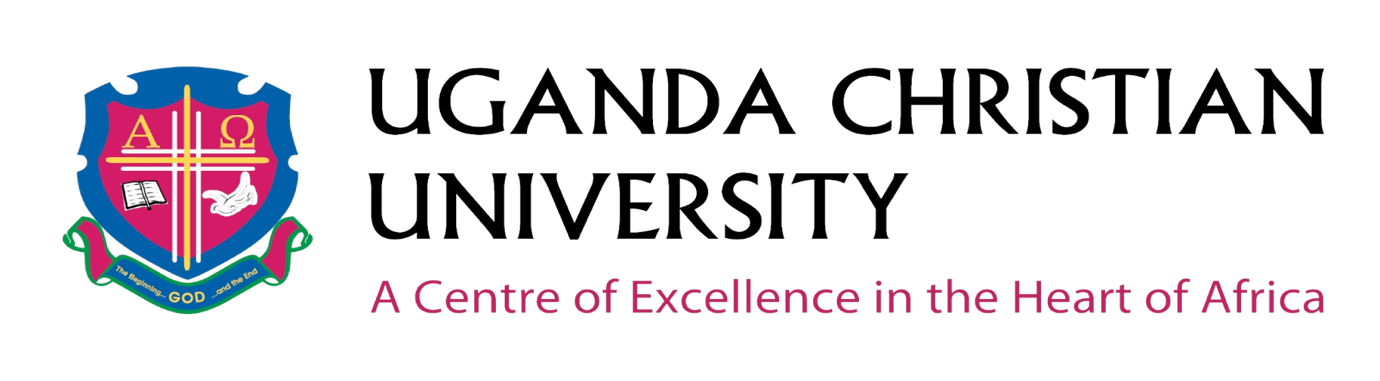 Α Ω
The Beginning... GOD ...and the End
UGANDA CHRISTIAN
UNIVERSITY
A Centre of Excellence in the Heart of Africa